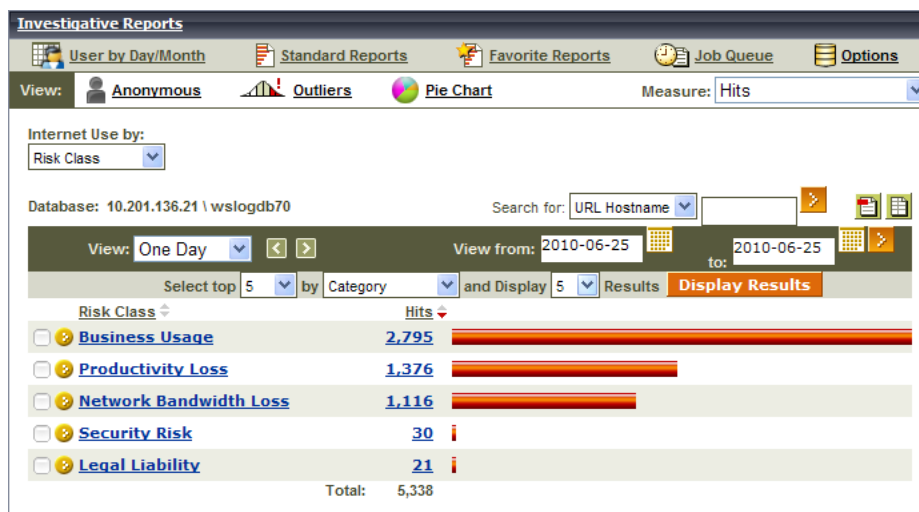 Investigative Reports
User by Day/Month Standard Reports Favorite Reports Job Queue Options
View: Anonymous Outliers Pie Chart Measure: Hits
Internet Use by:
Risk Class
Database: 10.201.136.21 \ wslogdb70 Search for: URL Hostname
View: One Day View from: 2010-06-25 to: 2010-06-25
Select top 5 by Category and Display 5 Results Display Results
Risk Class Hits
Business Usage 2,795
Productivity Loss 1,376
Network Bandwidth Loss 1,116
Security Risk 30
Legal Liability 21
Total: 5,338